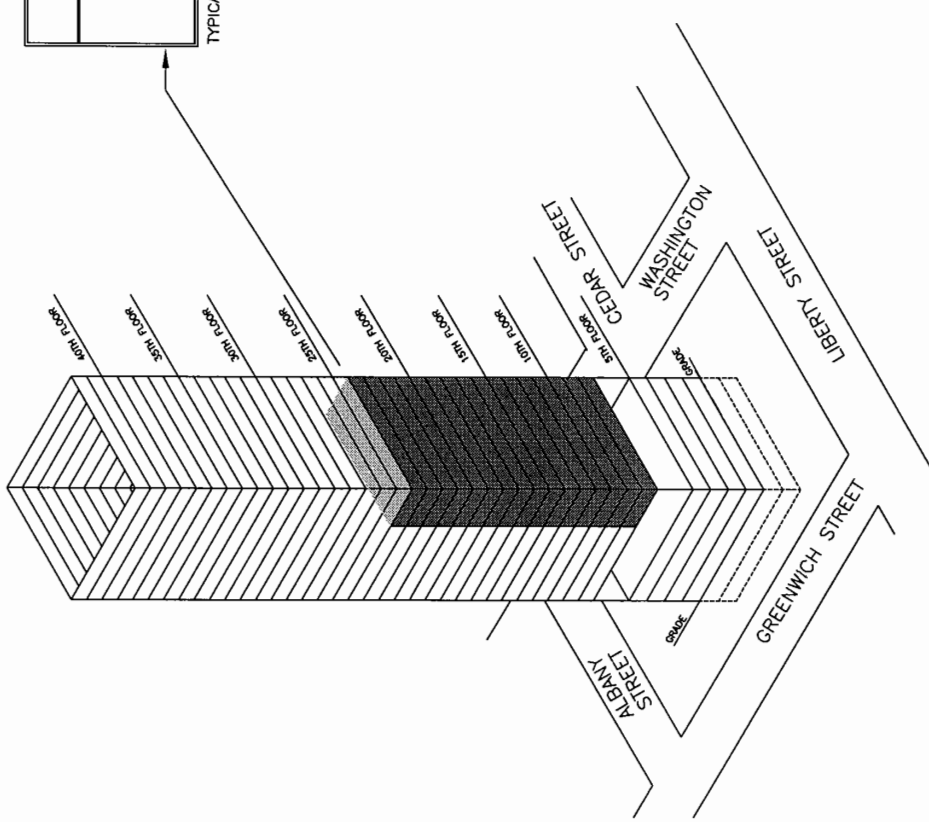 TYPICA
40TH FLOOR
35TH FLOOR
30TH FLOOR
25TH FLOOR
20TH FLOOR
15TH FLOOR
10TH FLOOR
5TH FLOOR
GRADE
GRADE
CEDAR STREET
WASHINGTON
STREET
LIBERTY STREET
ALBANY
STREET
GREENWICH STREET